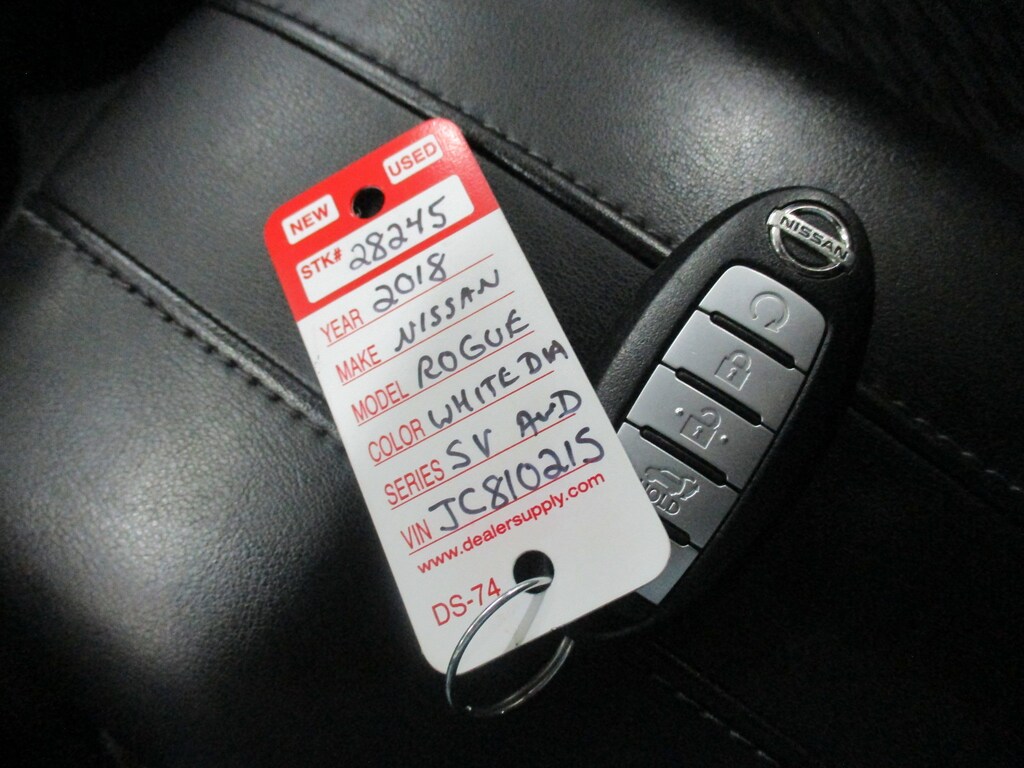 NEW USED
STK# 28245
YEAR 2018
MAKE NISSAN
MODEL ROGUE
COLOR WHITE DIA
SERIES SV AWD
VIN JC810215
www.dealersupply.com
DS-74
NISSAN
HOLD